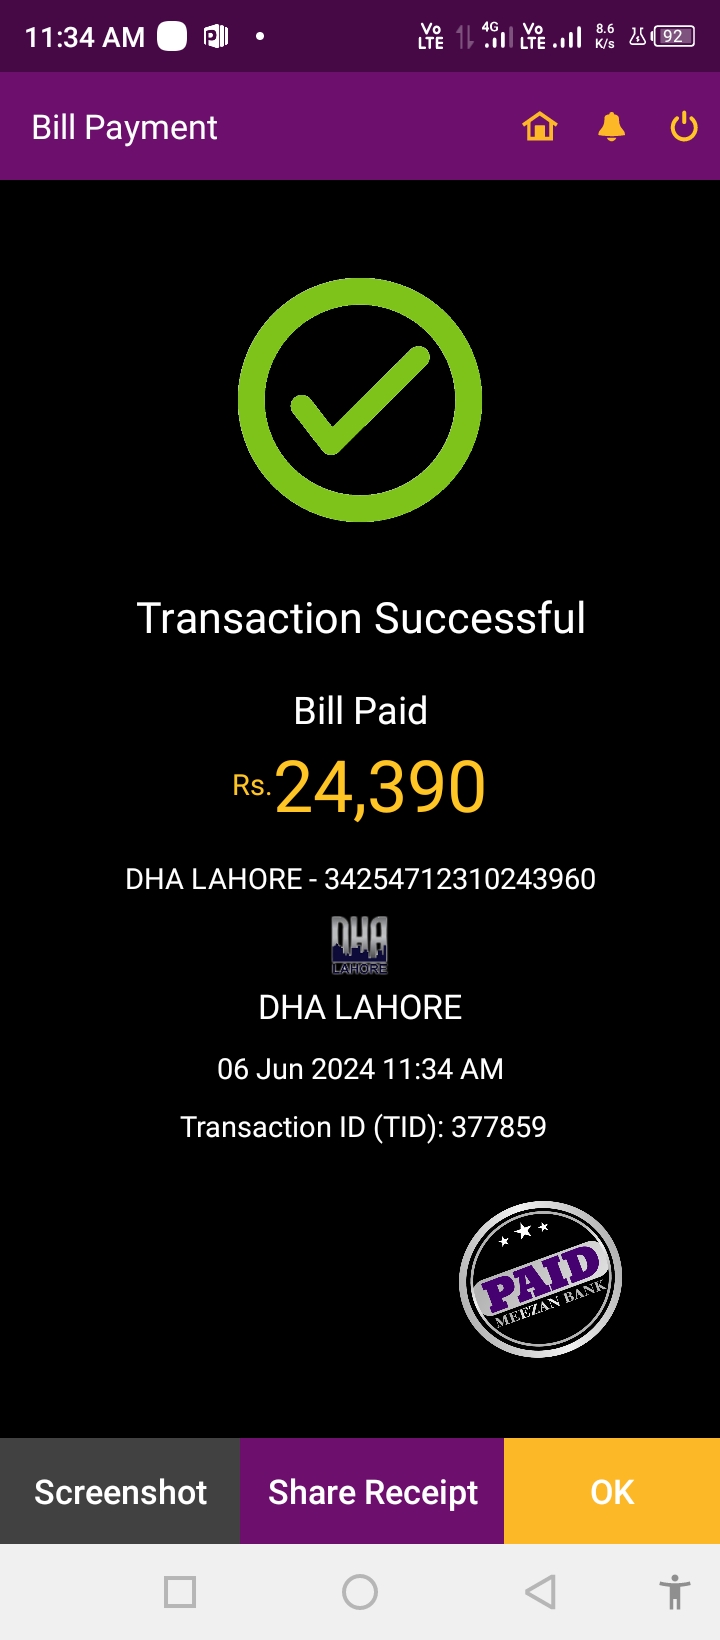 11:34 AM
Vo LTE 4G Vo LTE 8.6 K/s 92
Bill Payment
Transaction Successful
Bill Paid
Rs.24,390
DHA LAHORE - 34254712310243960
DHA
LAHORE
DHA LAHORE
06 Jun 2024 11:34 AM
Transaction ID (TID): 377859
PAID
MEEZAN BANK
Screenshot
Share Receipt
OK